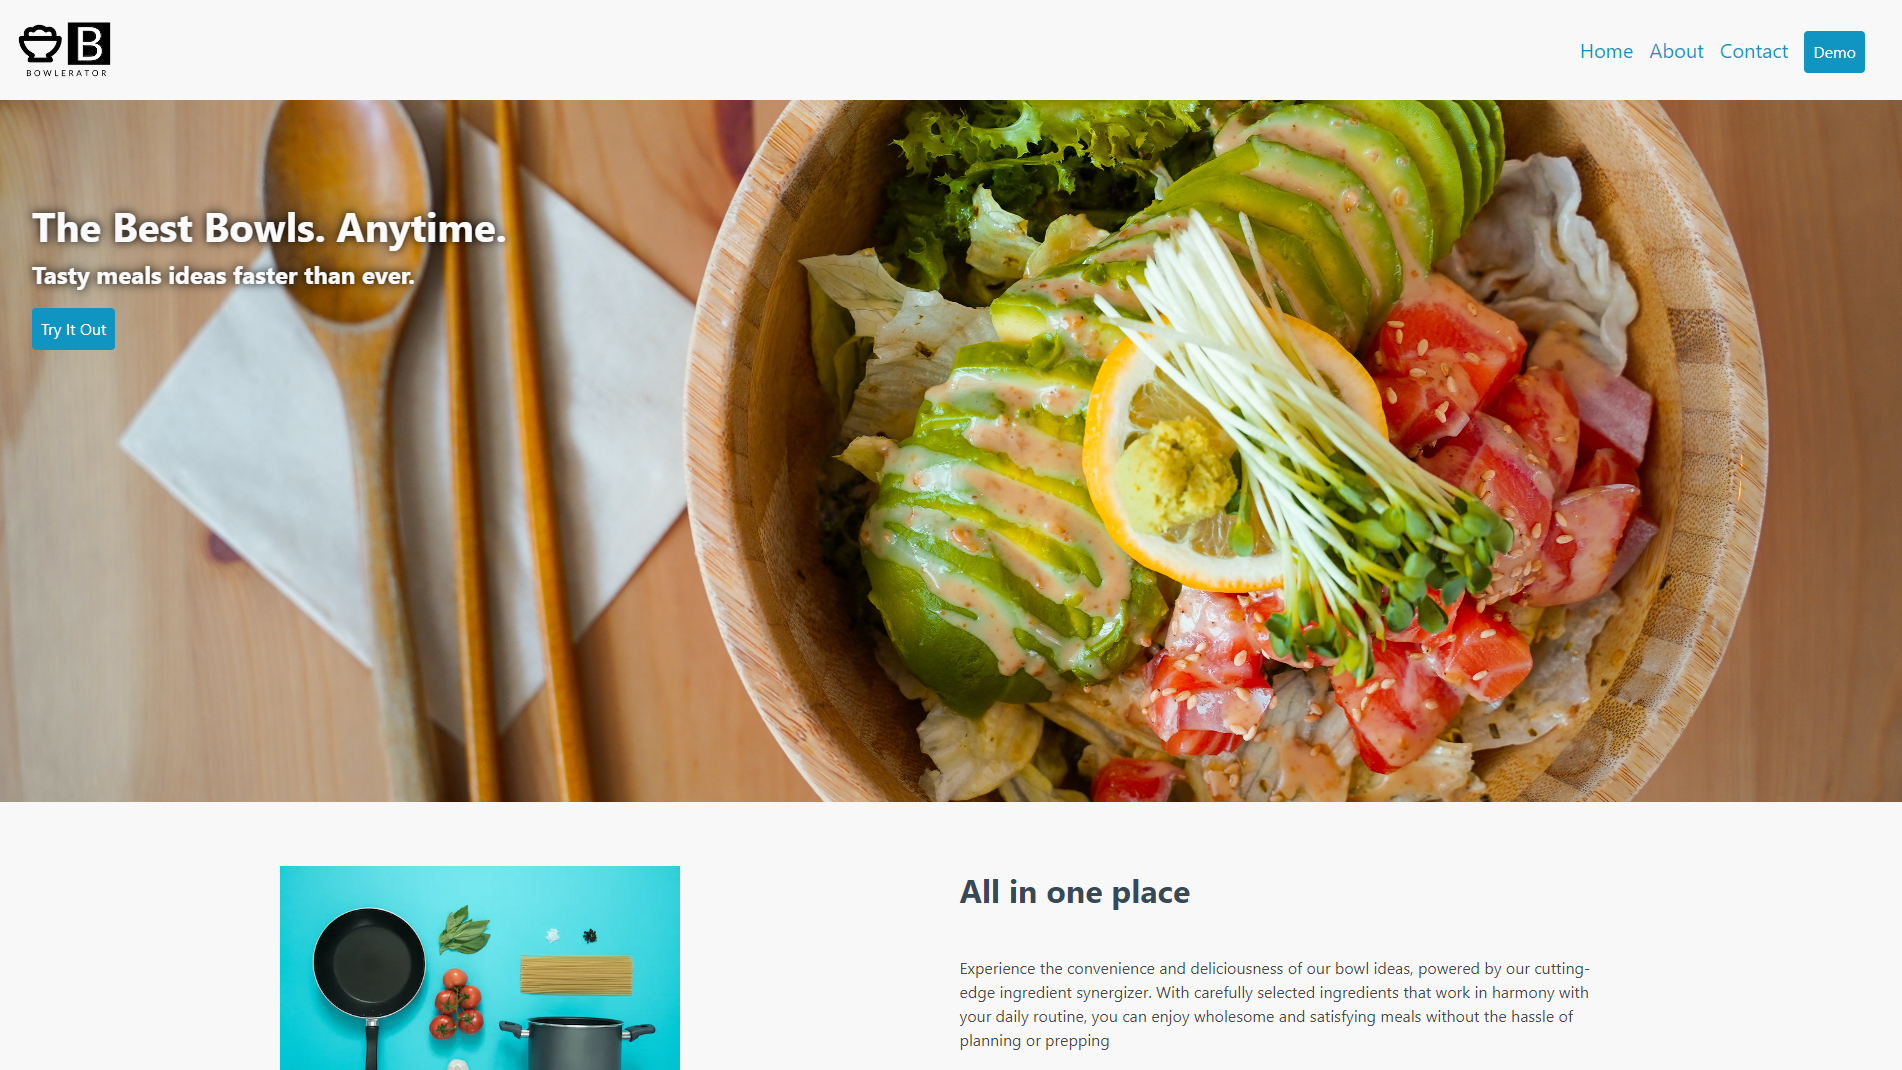 B
BOWLERATOR
Home About Contact Demo
The Best Bowls. Anytime.
Tasty meals ideas faster than ever.
Try It Out
All in one place
Experience the convenience and deliciousness of our bowl ideas, powered by our cutting-
edge ingredient synergizer. With carefully selected ingredients that work in harmony with
your daily routine, you can enjoy wholesome and satisfying meals without the hassle of
planning or prepping